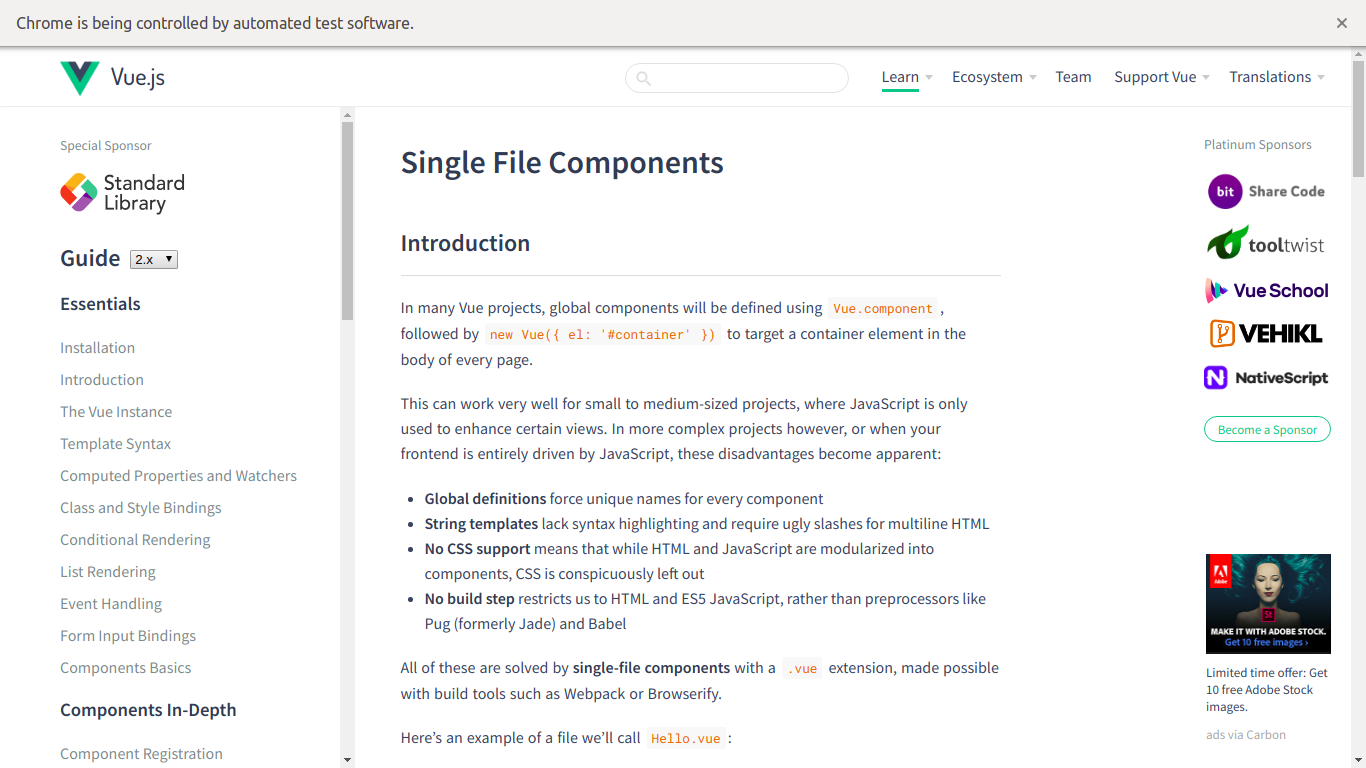 Chrome is being controlled by automated test software.
Vue.js
Learn
Ecosystem
Team
Support Vue
Translations
Special Sponsor
Standard
Library
Guide 2.x
Essentials
Installation
Introduction
The Vue Instance
Template Syntax
Computed Properties and Watchers
Class and Style Bindings
Conditional Rendering
List Rendering
Event Handling
Form Input Bindings
Components Basics
Components In-Depth
Component Registration
Single File Components
Introduction
In many Vue projects, global components will be defined using Vue.component ,
followed by new Vue({ el: '#container' }) to target a container element in the
body of every page.
This can work very well for small to medium-sized projects, where JavaScript is only
used to enhance certain views. In more complex projects however, or when your
frontend is entirely driven by JavaScript, these disadvantages become apparent:
• Global definitions force unique names for every component
• String templates lack syntax highlighting and require ugly slashes for multiline HTML
• No CSS support means that while HTML and JavaScript are modularized into
components, CSS is conspicuously left out
• No build step restricts us to HTML and ES5 JavaScript, rather than preprocessors like
Pug (formerly Jade) and Babel
All of these are solved by single-file components with a .vue extension, made possible
with build tools such as Webpack or Browserify.
Here’s an example of a file we’ll call Hello.vue :
Platinum Sponsors
bit Share Code
tooltwist
Vue School
VEHIKL
NativeScript
Become a Sponsor
Adobe
St
MAKE IT WITH ADOBE STOCK.
Get 10 free images ›
Limited time offer: Get
10 free Adobe Stock
images.
ads via Carbon